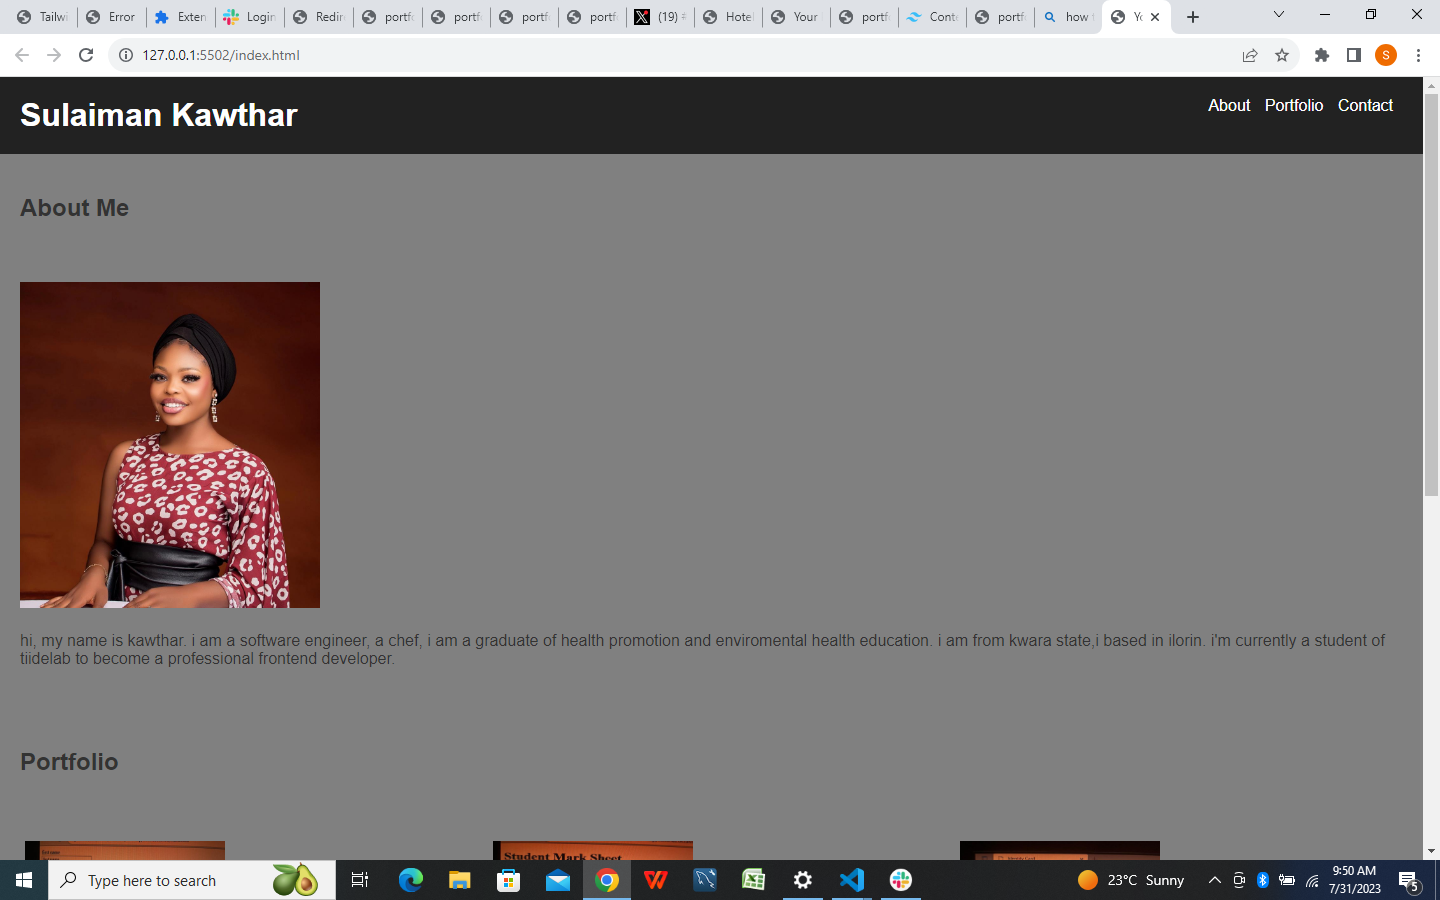 Tailwi
Error
Exten
Login
Redir
portfo
portf
portf
portf
(19)
Hote
Your
portf
Conte
portf
how
Yo
127.0.0.1:5502/index.html
S
Sulaiman Kawthar
About
Portfolio
Contact
About Me
hi, my name is kawthar. i am a software engineer, a chef, i am a graduate of health promotion and enviromental health education. i am from kwara state,i based in ilorin. i'm currently a student of
tiidelab to become a professional frontend developer.
Portfolio
Student Mark Sheet
Type here to search
23°C Sunny
9:50 AM
7/31/2023
5